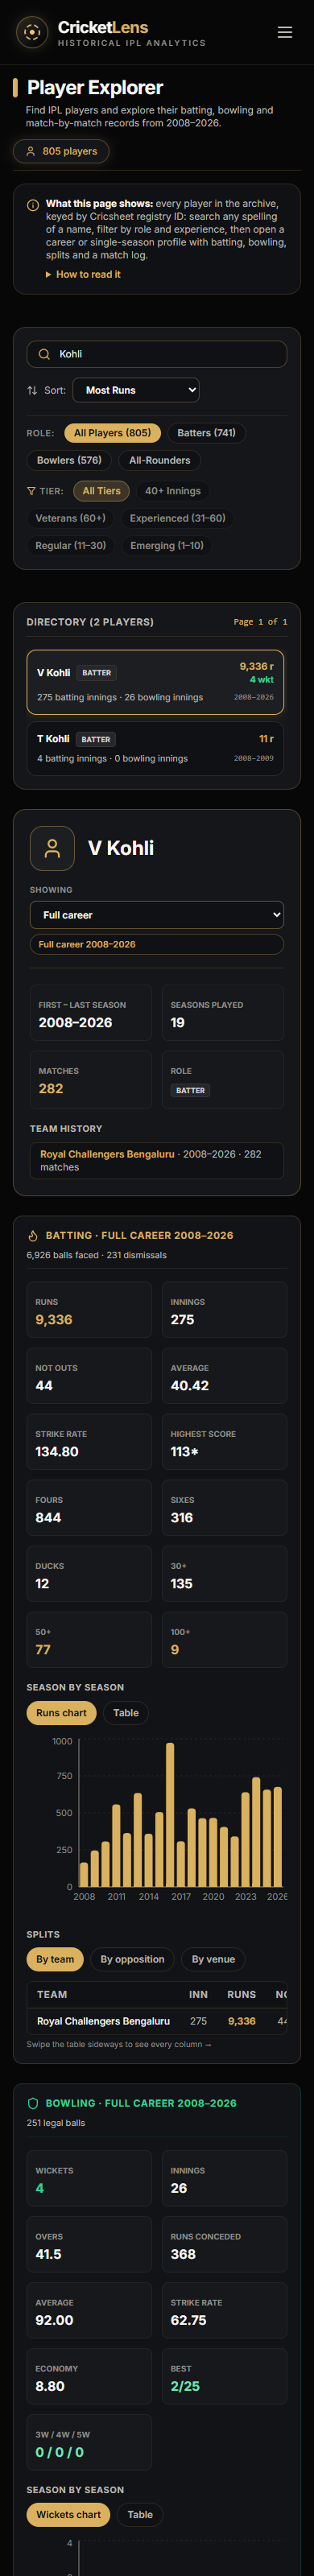 CricketLens
HISTORICAL IPL ANALYTICS
Player Explorer
Find IPL players and explore their batting, bowling and
match-by-match records from 2008–2026.
805 players
What this page shows: every player in the archive,
keyed by Cricsheet registry ID: search any spelling
of a name, filter by role and experience, then open a
career or single-season profile with batting, bowling,
splits and a match log.
▸ How to read it
Kohli
Sort: Most Runs
ROLE: All Players (805) Batters (741)
Bowlers (576) All-Rounders
TIER: All Tiers 40+ Innings
Veterans (60+) Experienced (31–60)
Regular (11–30) Emerging (1–10)
DIRECTORY (2 PLAYERS) Page 1 of 1
V Kohli BATTER 9,336 r
4 wkt
275 batting innings · 26 bowling innings 2008–2026
T Kohli BATTER 11 r
4 batting innings · 0 bowling innings 2008–2009
V Kohli
SHOWING
Full career
Full career 2008–2026
FIRST – LAST SEASON SEASONS PLAYED
2008–2026 19
MATCHES ROLE
282 BATTER
TEAM HISTORY
Royal Challengers Bengaluru · 2008–2026 · 282
matches
BATTING · FULL CAREER 2008–2026
6,926 balls faced · 231 dismissals
RUNS INNINGS
9,336 275
NOT OUTS AVERAGE
44 40.42
STRIKE RATE HIGHEST SCORE
134.80 113*
FOURS SIXES
844 316
DUCKS 30+
12 135
50+ 100+
77 9
SEASON BY SEASON
Runs chart Table
1000
750
500
250
0
2008 2011 2014 2017 2020 2023 2026
SPLITS
By team By opposition By venue
TEAM INN RUNS NO
Royal Challengers Bengaluru 275 9,336 44
Swipe the table sideways to see every column →
BOWLING · FULL CAREER 2008–2026
251 legal balls
WICKETS INNINGS
4 26
OVERS RUNS CONCEDED
41.5 368
AVERAGE STRIKE RATE
92.00 62.75
ECONOMY BEST
8.80 2/25
3W / 4W / 5W
0 / 0 / 0
SEASON BY SEASON
Wickets chart Table
4